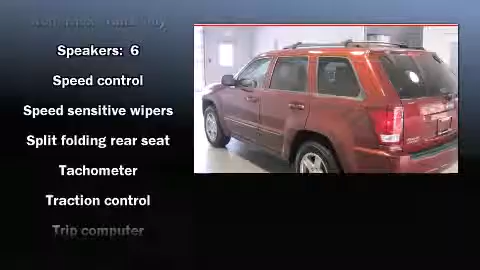 Speakers: 6
Speed control
Speed sensitive wipers
Split folding rear seat
Tachometer
Traction control
Trip computer